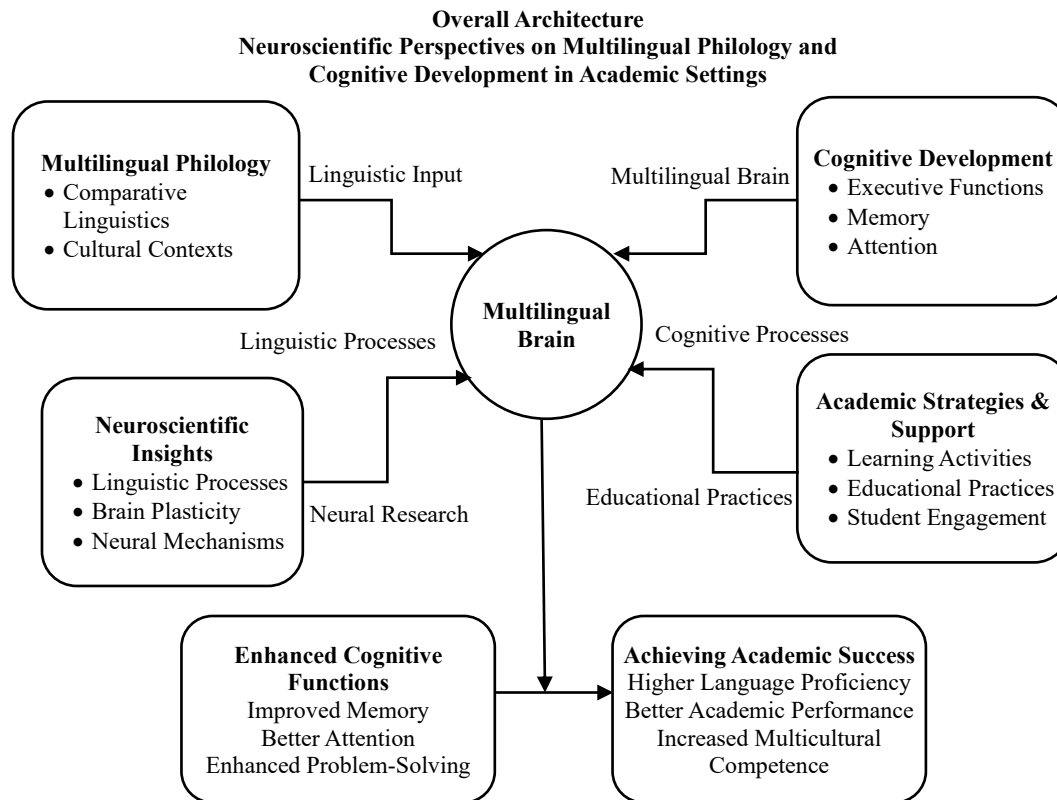 Overall Architecture
Neuroscientific Perspectives on Multilingual Philology and
Cognitive Development in Academic Settings
Multilingual Philology
• Comparative
Linguistics
• Cultural Contexts
Linguistic Input
Multilingual Brain
Cognitive Development
• Executive Functions
• Memory
• Attention
Multilingual
Brain
Linguistic Processes
Cognitive Processes
Neuroscientific
Insights
• Linguistic Processes
• Brain Plasticity
• Neural Mechanisms
Neural Research
Educational Practices
Academic Strategies &
Support
• Learning Activities
• Educational Practices
• Student Engagement
Enhanced Cognitive
Functions
Improved Memory
Better Attention
Enhanced Problem-Solving
Achieving Academic Success
Higher Language Proficiency
Better Academic Performance
Increased Multicultural
Competence